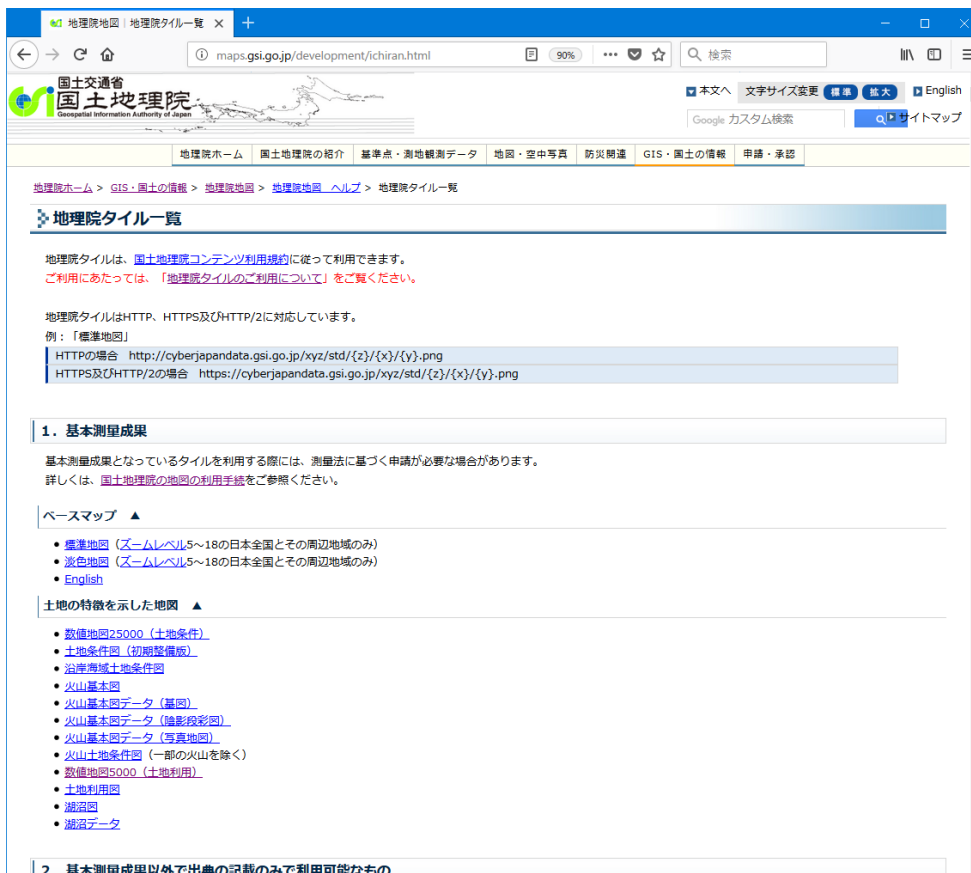 地理院地図｜地理院タイル一覧
maps.gsi.go.jp/development/ichiran.html
90%
検索
国土交通省
国土地理院
Geospatial Information Authority of Japan
本文へ 文字サイズ変更 標準 拡大 English
Google カスタム検索
サイトマップ
地理院ホーム 国土地理院の紹介 基準点・測地観測データ 地図・空中写真 防災関連 GIS・国土の情報 申請・承認
地理院ホーム > GIS・国土の情報 > 地理院地図 > 地理院地図 ヘルプ > 地理院タイル一覧
地理院タイル一覧
地理院タイルは、国土地理院コンテンツ利用規約に従って利用できます。
ご利用にあたっては、「地理院タイルのご利用について」をご覧ください。
地理院タイルはHTTP、HTTPS及びHTTP/2に対応しています。
例：「標準地図」
HTTPの場合 http://cyberjapandata.gsi.go.jp/xyz/std/{z}/{x}/{y}.png
HTTPS及びHTTP/2の場合 https://cyberjapandata.gsi.go.jp/xyz/std/{z}/{x}/{y}.png
1．基本測量成果
基本測量成果となっているタイルを利用する際には、測量法に基づく申請が必要な場合があります。
詳しくは、国土地理院の地図の利用手続をご参照ください。
ベースマップ ▲
• 標準地図（ズームレベル5～18の日本全国とその周辺地域のみ）
• 淡色地図（ズームレベル5～18の日本全国とその周辺地域のみ）
• English
土地の特徴を示した地図 ▲
• 数値地図25000（土地条件）
• 土地条件図（初期整備版）
• 沿岸海域土地条件図
• 火山基本図
• 火山基本図データ（基図）
• 火山基本図データ（陰影段彩図）
• 火山基本図データ（写真地図）
• 火山土地条件図（一部の火山を除く）
• 数値地図5000（土地利用）
• 土地利用図
• 湖沼図
• 湖沼データ
2．基本測量成果以外で出典の記載のみで利用可能なもの